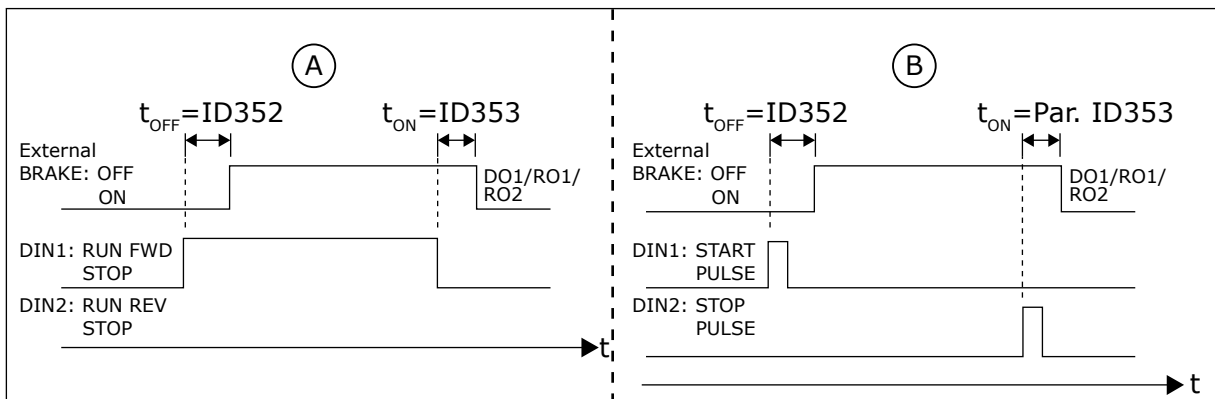 A
t_OFF=ID352
t_ON=ID353
External
BRAKE: OFF
ON
DO1/RO1/
RO2
DIN1: RUN FWD
STOP
DIN2: RUN REV
STOP
t
B
t_OFF=ID352
t_ON=Par. ID353
External
BRAKE: OFF
ON
DO1/RO1/
RO2
DIN1: START
PULSE
DIN2: STOP
PULSE
t